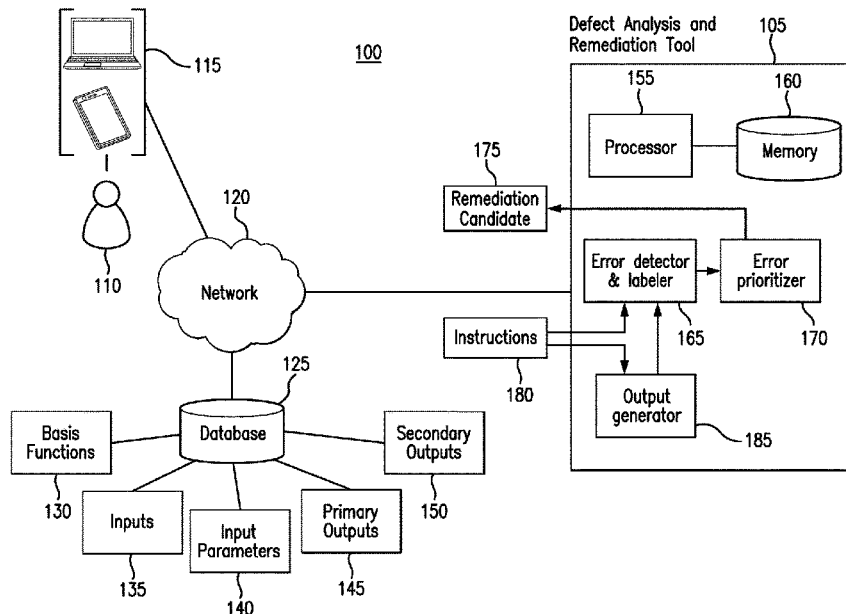 Defect Analysis and
Remediation Tool
105
115
100
155
160
Processor
Memory
175
Remediation
Candidate
110
120
Network
Error detector
& labeler
Error
prioritizer
165
170
Instructions
180
Output
generator
185
125
Database
Basis
Functions
130
Inputs
135
Input
Parameters
140
Primary
Outputs
145
Secondary
Outputs
150